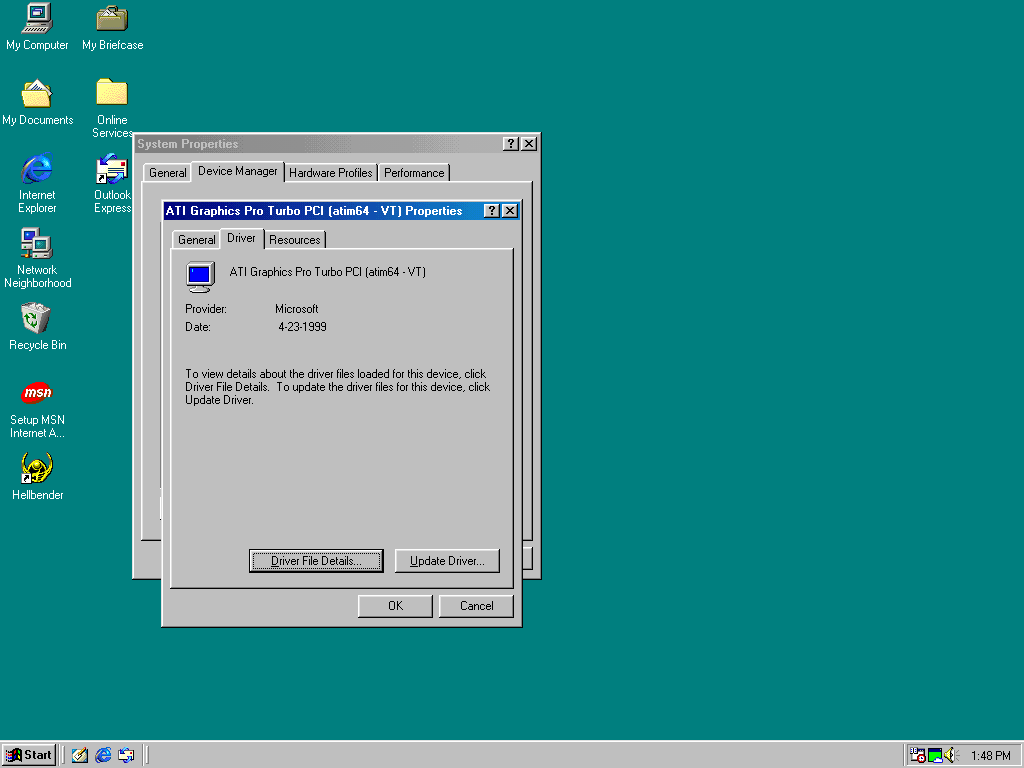 My Computer
My Briefcase
My Documents
Online
Services
Internet
Explorer
Outlook
Express
Network
Neighborhood
Recycle Bin
msn
Setup MSN
Internet A...
Hellbender
System Properties
General
Device Manager
Hardware Profiles
Performance
ATI Graphics Pro Turbo PCI (atim64 - VT) Properties
General
Driver
Resources
ATI Graphics Pro Turbo PCI (atim64 - VT)
Provider: Microsoft
Date: 4-23-1999
To view details about the driver files loaded for this device, click
Driver File Details. To update the driver files for this device, click
Update Driver.
Driver File Details...
Update Driver...
OK
Cancel
Start
1:48 PM